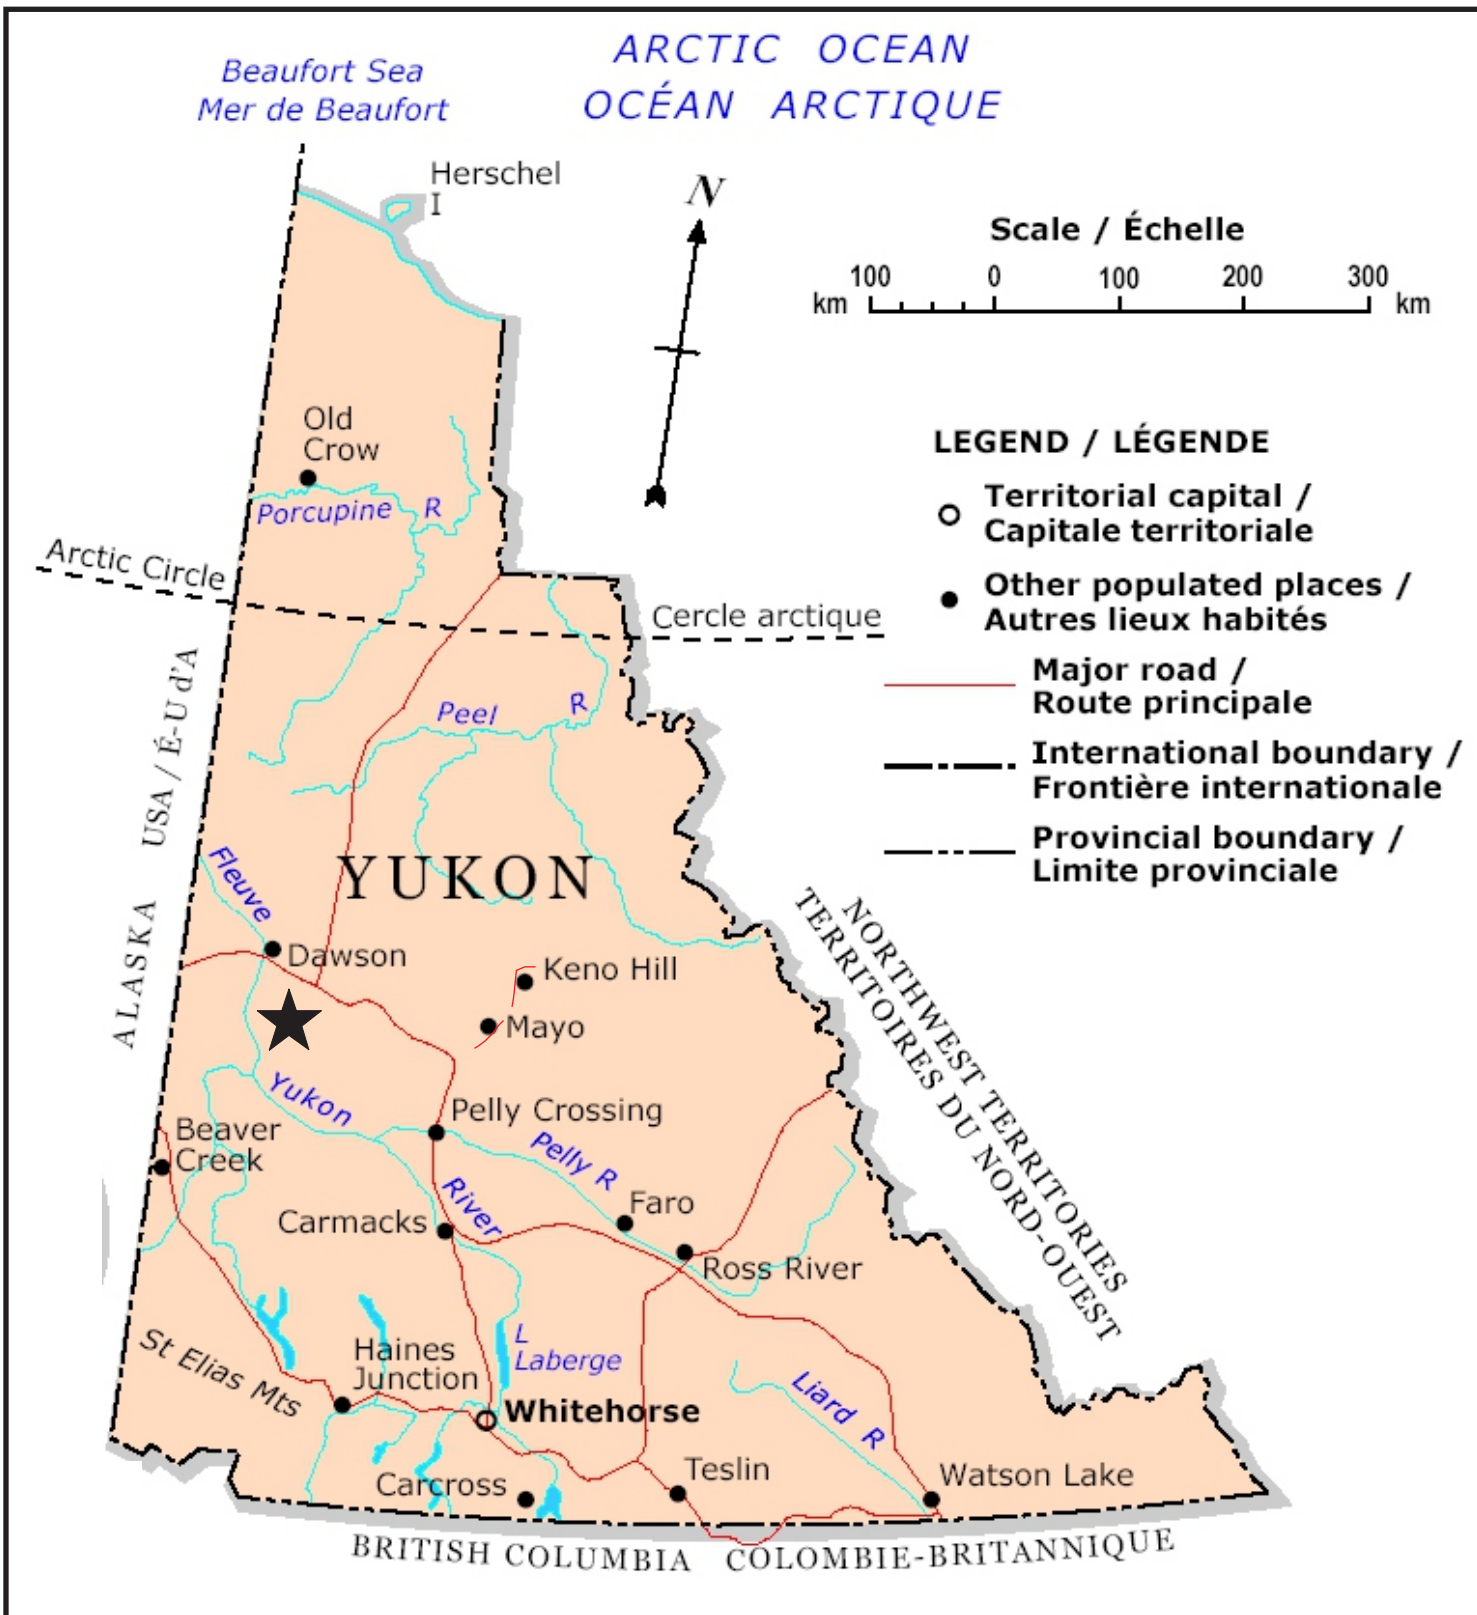 ARCTIC OCEAN
OCÉAN ARCTIQUE
Beaufort Sea
Mer de Beaufort
Herschel
I
N
Scale / Échelle
100 0 100 200 300
km km
Old
Crow
Porcupine R
Arctic Circle
Cercle arctique
LEGEND / LÉGENDE
Territorial capital /
Capitale territoriale
Other populated places /
Autres lieux habités
Major road /
Route principale
International boundary /
Frontière internationale
Provincial boundary /
Limite provinciale
ALASKA USA / É-U d'A
Peel R
YUKON
Fleuve
Dawson
Keno Hill
Mayo
NORTHWEST TERRITORIES
TERRITOIRES DU NORD-OUEST
Yukon
River
Pelly Crossing
Beaver
Creek
Pelly R
Faro
Carmacks
Ross River
St Elias Mts
Haines
Junction
L
Laberge
Whitehorse
Liard R
Carcross
Teslin
Watson Lake
BRITISH COLUMBIA COLOMBIE-BRITANNIQUE